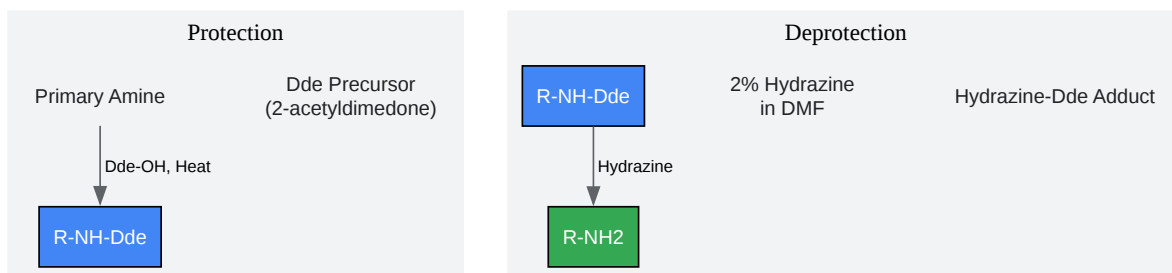 Protection
Primary Amine
Dde Precursor
(2-acetyldimedone)
Dde-OH, Heat
R-NH-Dde
Deprotection
R-NH-Dde
2% Hydrazine
in DMF
Hydrazine-Dde Adduct
Hydrazine
R-NH2